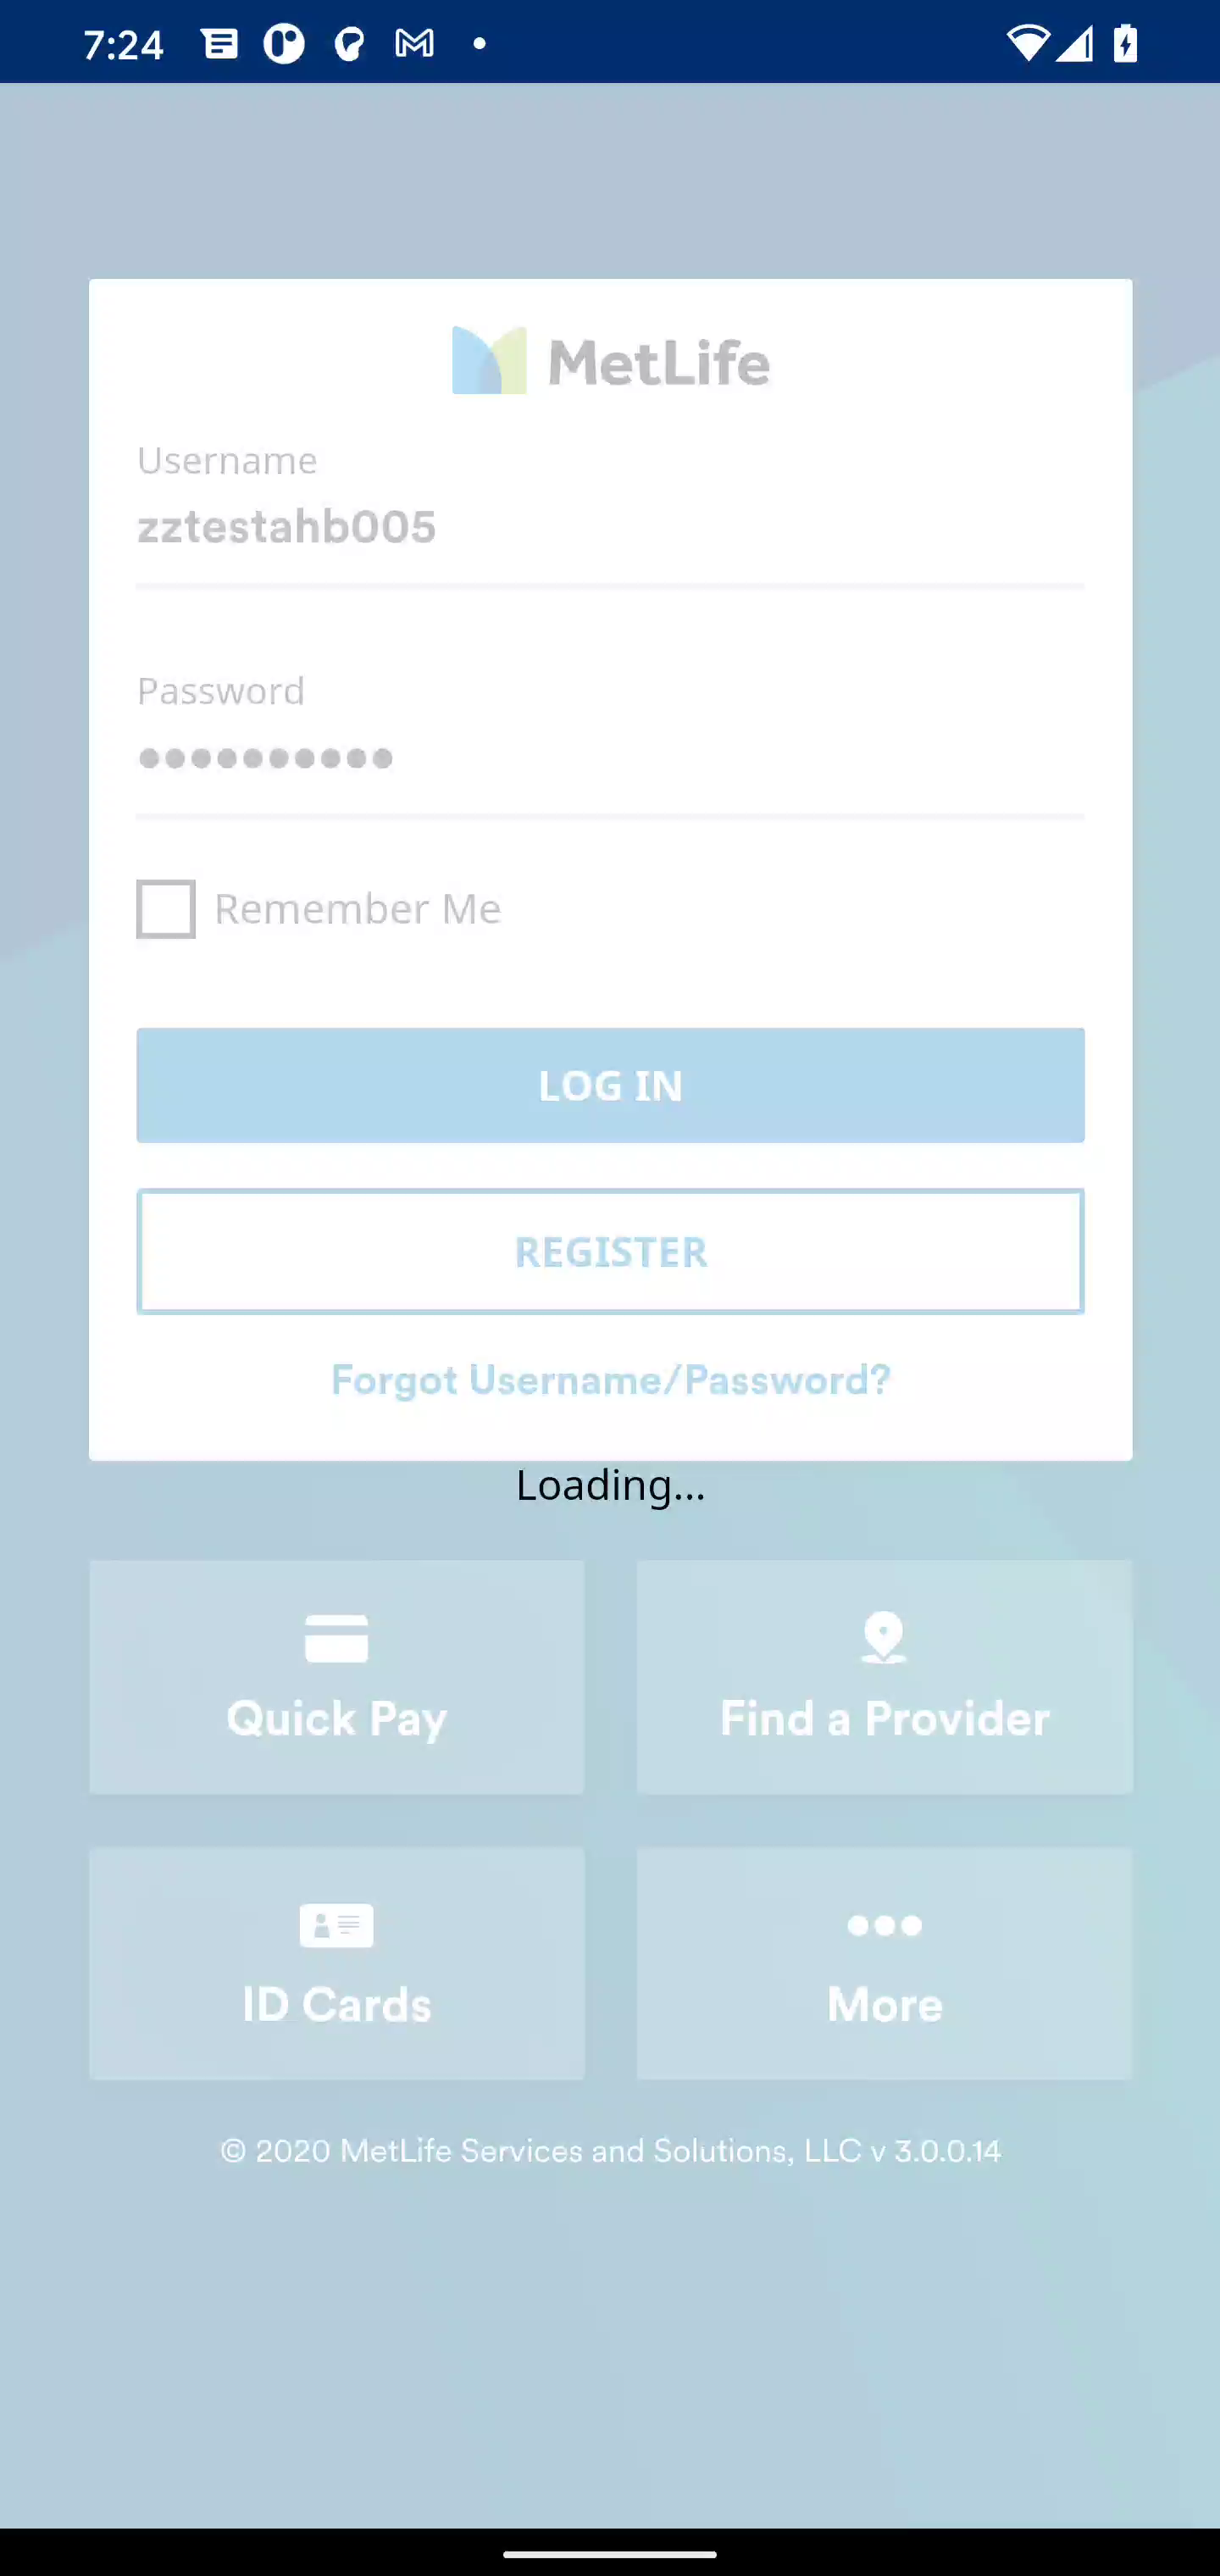 7:24
MetLife
Username
zztestahb005
Password
Remember Me
LOG IN
REGISTER
Forgot Username/Password?
Loading...
Quick Pay
Find a Provider
ID Cards
More
© 2020 MetLife Services and Solutions, LLC v 3.0.0.14